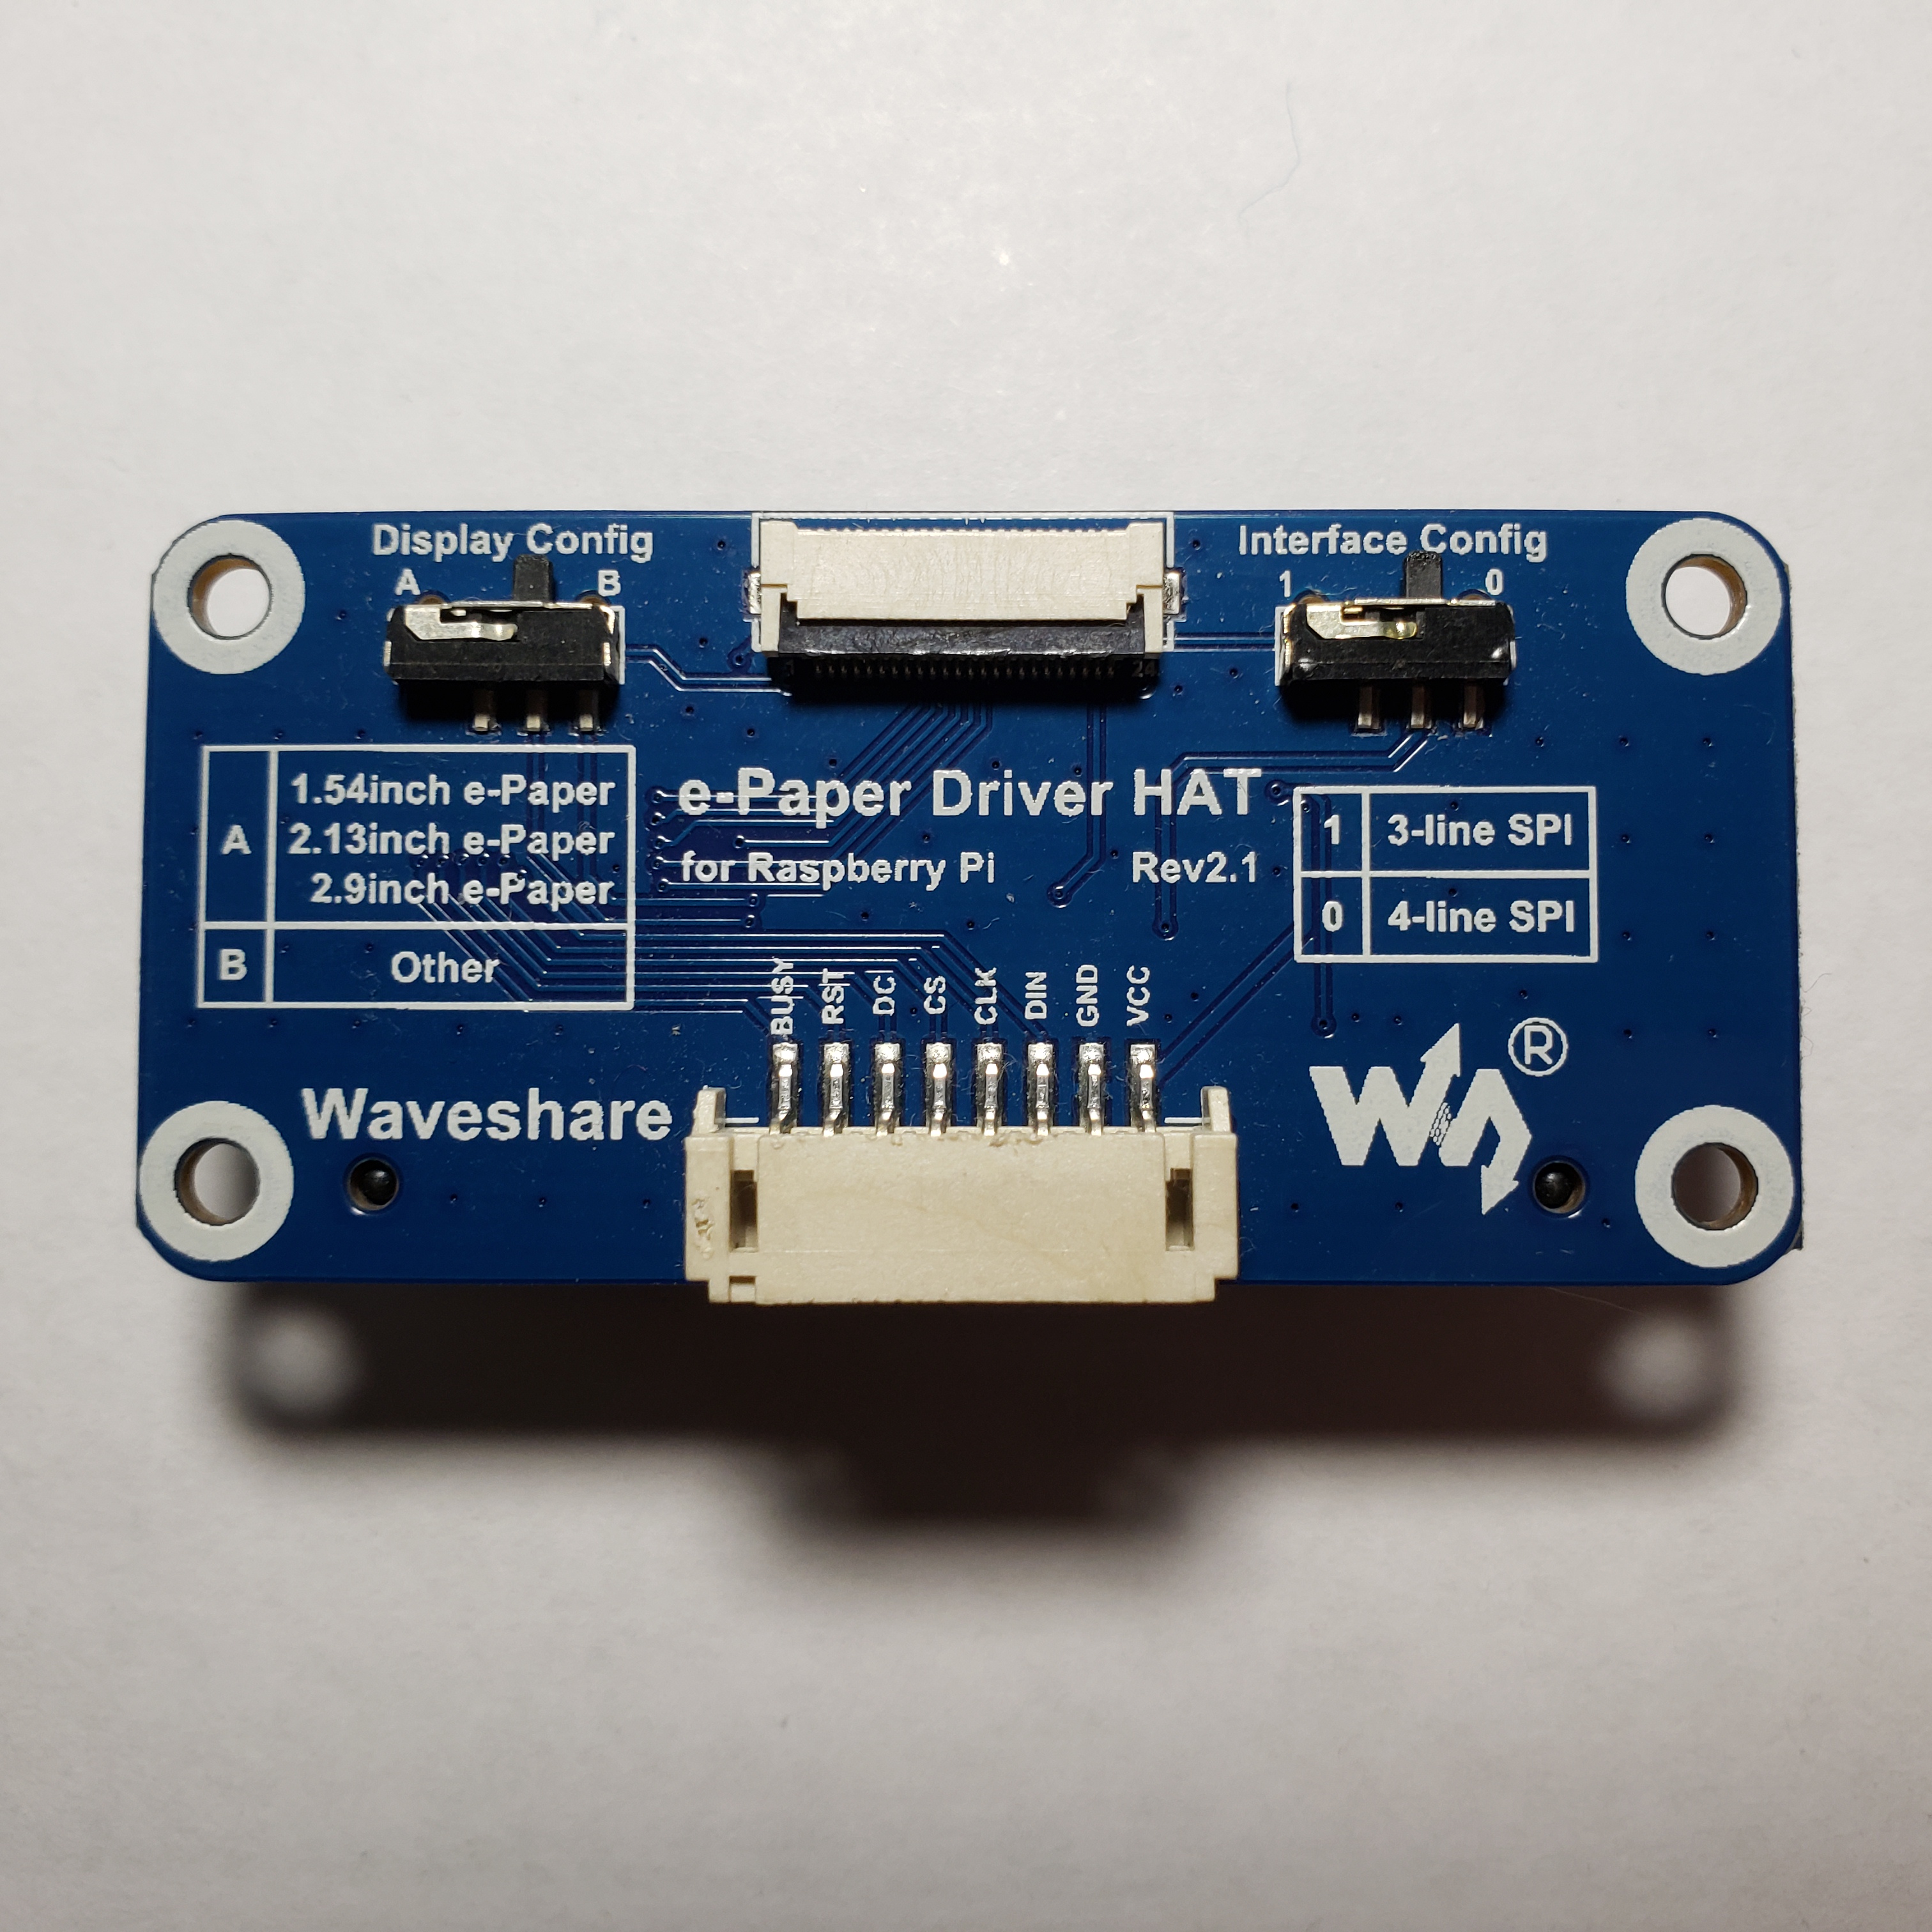 Display Config
A B
Interface Config
1 0
A
1.54inch e-Paper
2.13inch e-Paper
2.9inch e-Paper
B Other
e-Paper Driver HAT
for Raspberry Pi Rev2.1
1 3-line SPI
0 4-line SPI
BUSY
RST
DC
CS
CLK
DIN
GND
VCC
Waveshare
®